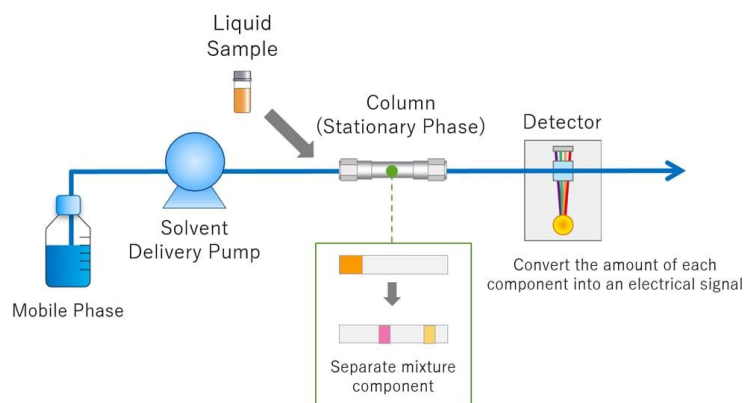 Liquid
Sample
Column
(Stationary Phase)
Detector
Solvent
Delivery Pump
Mobile Phase
Convert the amount of each
component into an electrical signal
Separate mixture
component